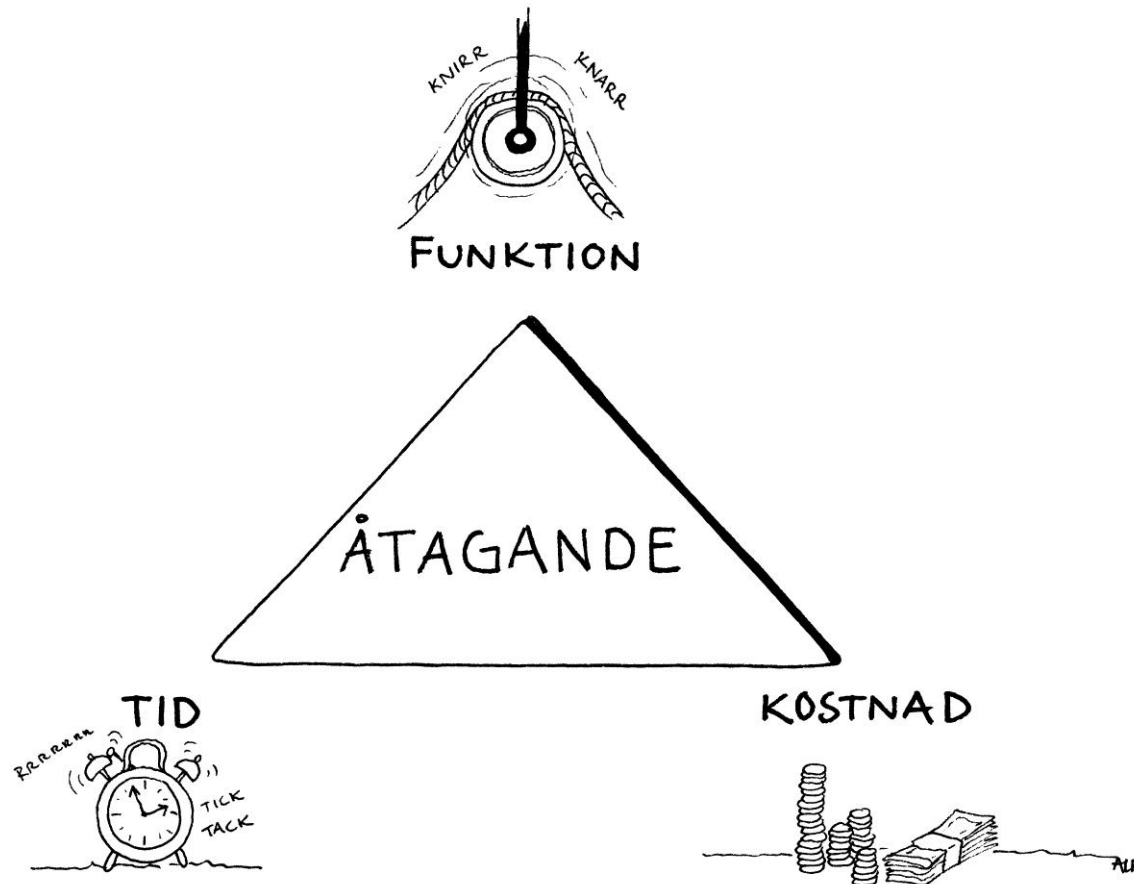 KNIRR
KNARR
FUNKTION
ÅTAGANDE
TID
KOSTNAD
RRRRRRR
TICK
TACK